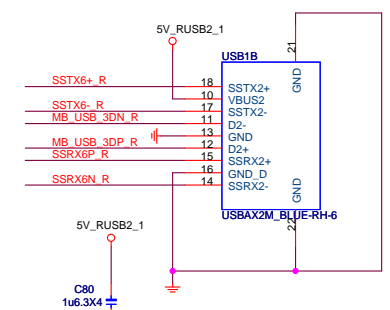 5V_RUSB2_1
USB1B
21
SSTX6+_R
18
SSTX2+
GND
10
VBUS2
SSTX6-_R
17
SSTX2-
MB_USB_3DN_R
11
D2-
13
GND
MB_USB_3DP_R
12
D2+
SSRX6P_R
15
SSRX2+
16
GND_D
SSRX6N_R
14
SSRX2-
GND
USBAX2M_BLUE-RH-6
22
5V_RUSB2_1
C80
1u6.3X4